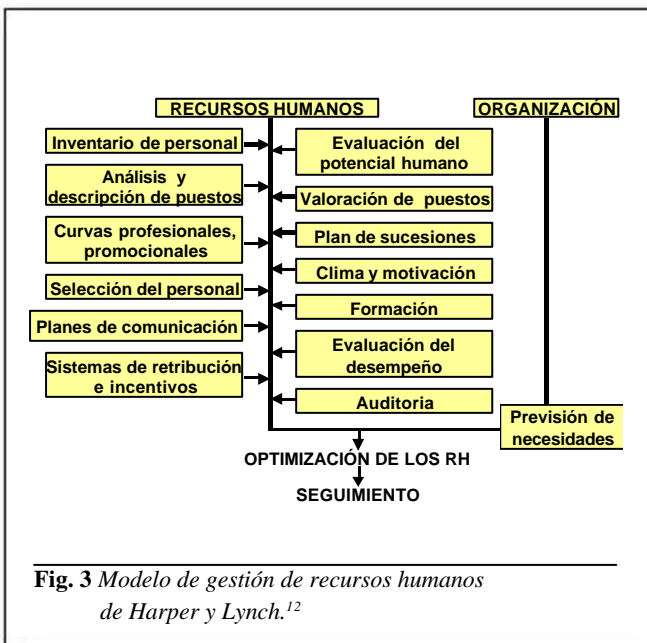 RECURSOS HUMANOS
ORGANIZACIÓN
Inventario de personal
Análisis y
descripción de puestos
Curvas profesionales,
promocionales
Selección del personal
Planes de comunicación
Sistemas de retribución
e incentivos
Evaluación del
potencial humano
Valoración de puestos
Plan de sucesiones
Clima y motivación
Formación
Evaluación del
desempeño
Auditoria
Previsión de
necesidades
OPTIMIZACIÓN DE LOS RH
SEGUIMIENTO
Fig. 3 Modelo de gestión de recursos humanos
de Harper y Lynch.12